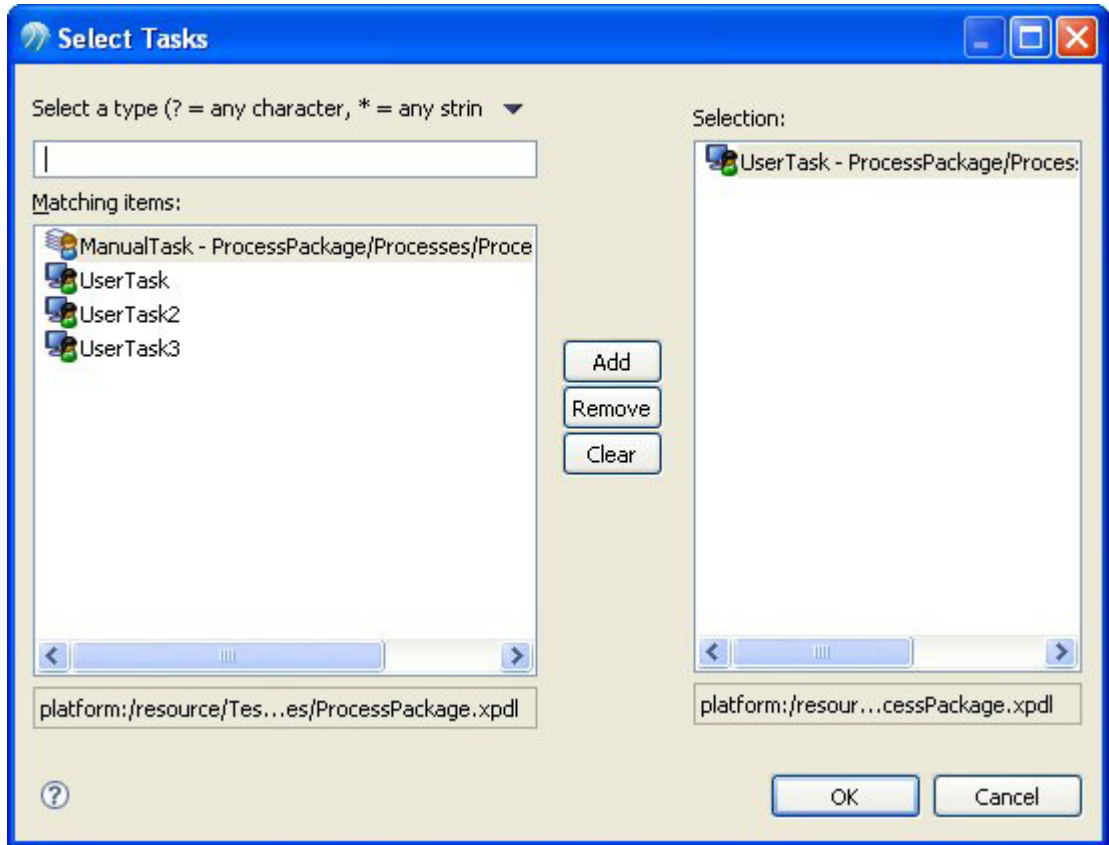 Select Tasks
Select a type (? = any character, * = any strin
Selection:
Matching items:
ManualTask - ProcessPackage/Processes/Proce
UserTask
UserTask2
UserTask3
UserTask - ProcessPackage/Proces
Add
Remove
Clear
platform:/resource/Tes...es/ProcessPackage.xpdl
platform:/resour...cessPackage.xpdl
OK
Cancel